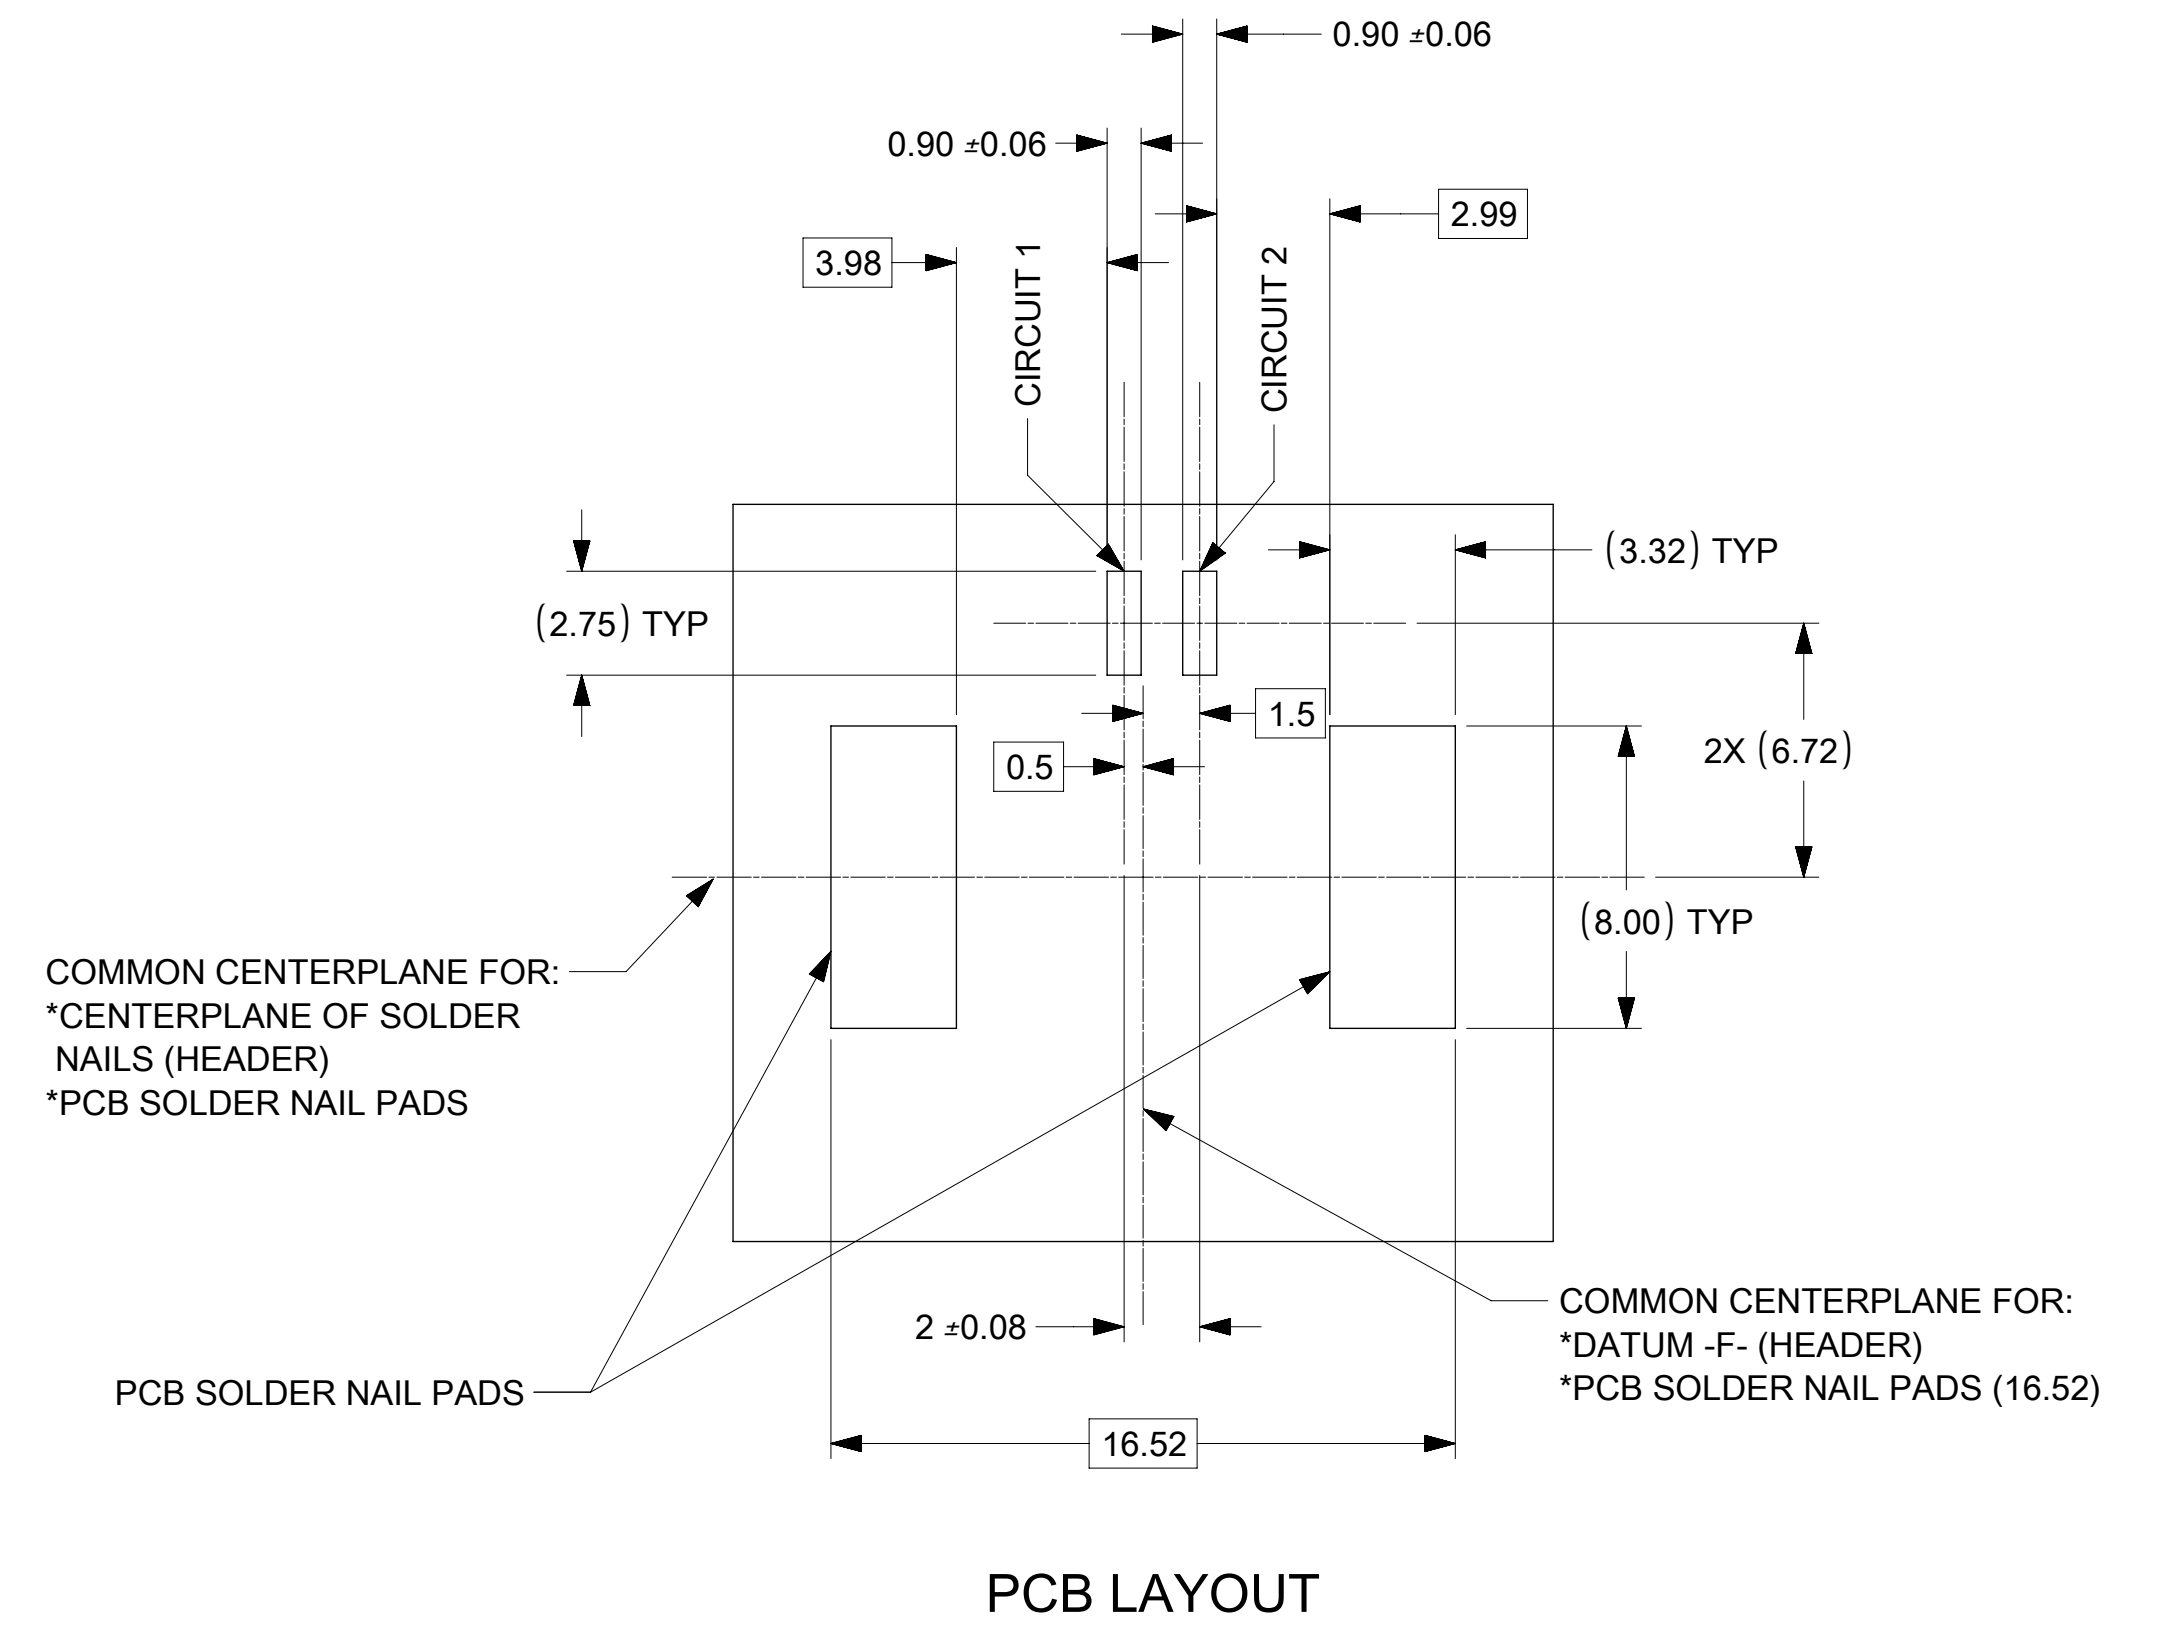 0.90 ±0.06
0.90 ±0.06
2.99
3.98
CIRCUIT 1
CIRCUIT 2
(3.32) TYP
(2.75) TYP
1.5
2X (6.72)
0.5
(8.00) TYP
COMMON CENTERPLANE FOR:
*CENTERPLANE OF SOLDER
NAILS (HEADER)
*PCB SOLDER NAIL PADS
COMMON CENTERPLANE FOR:
*DATUM -F- (HEADER)
*PCB SOLDER NAIL PADS (16.52)
2 ±0.08
PCB SOLDER NAIL PADS
16.52
PCB LAYOUT